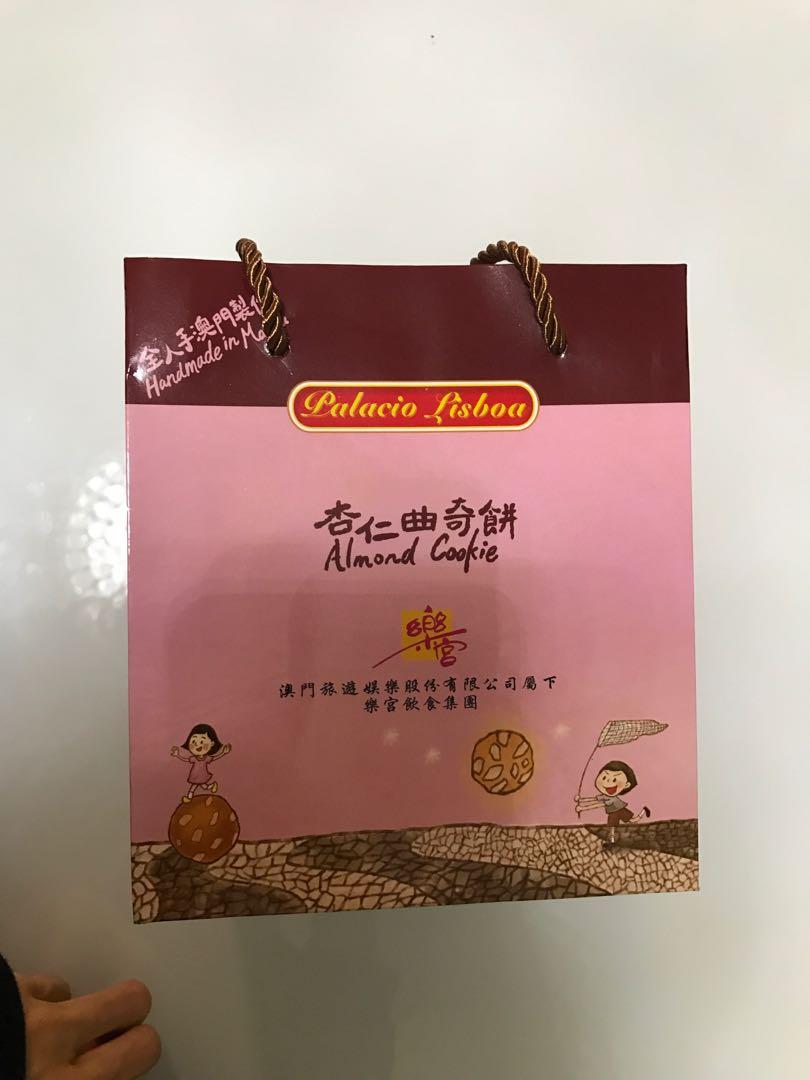 全人手澳門製
Handmade in
Palacio Lisboa
杏仁曲奇餅
Almond Cookie
樂宮
澳門旅遊娛樂股份有限公司屬下
樂宮飲食集團